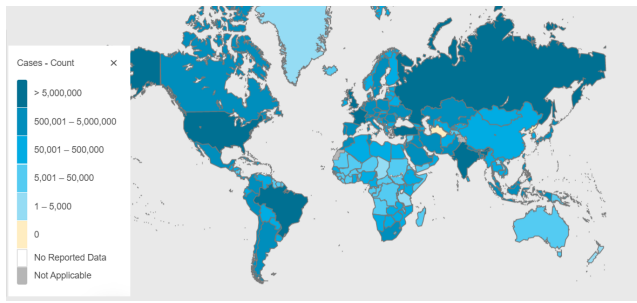 Cases - Count ×
> 5,000,000
500,001 – 5,000,000
50,001 – 500,000
5,001 – 50,000
1 – 5,000
0
No Reported Data
Not Applicable